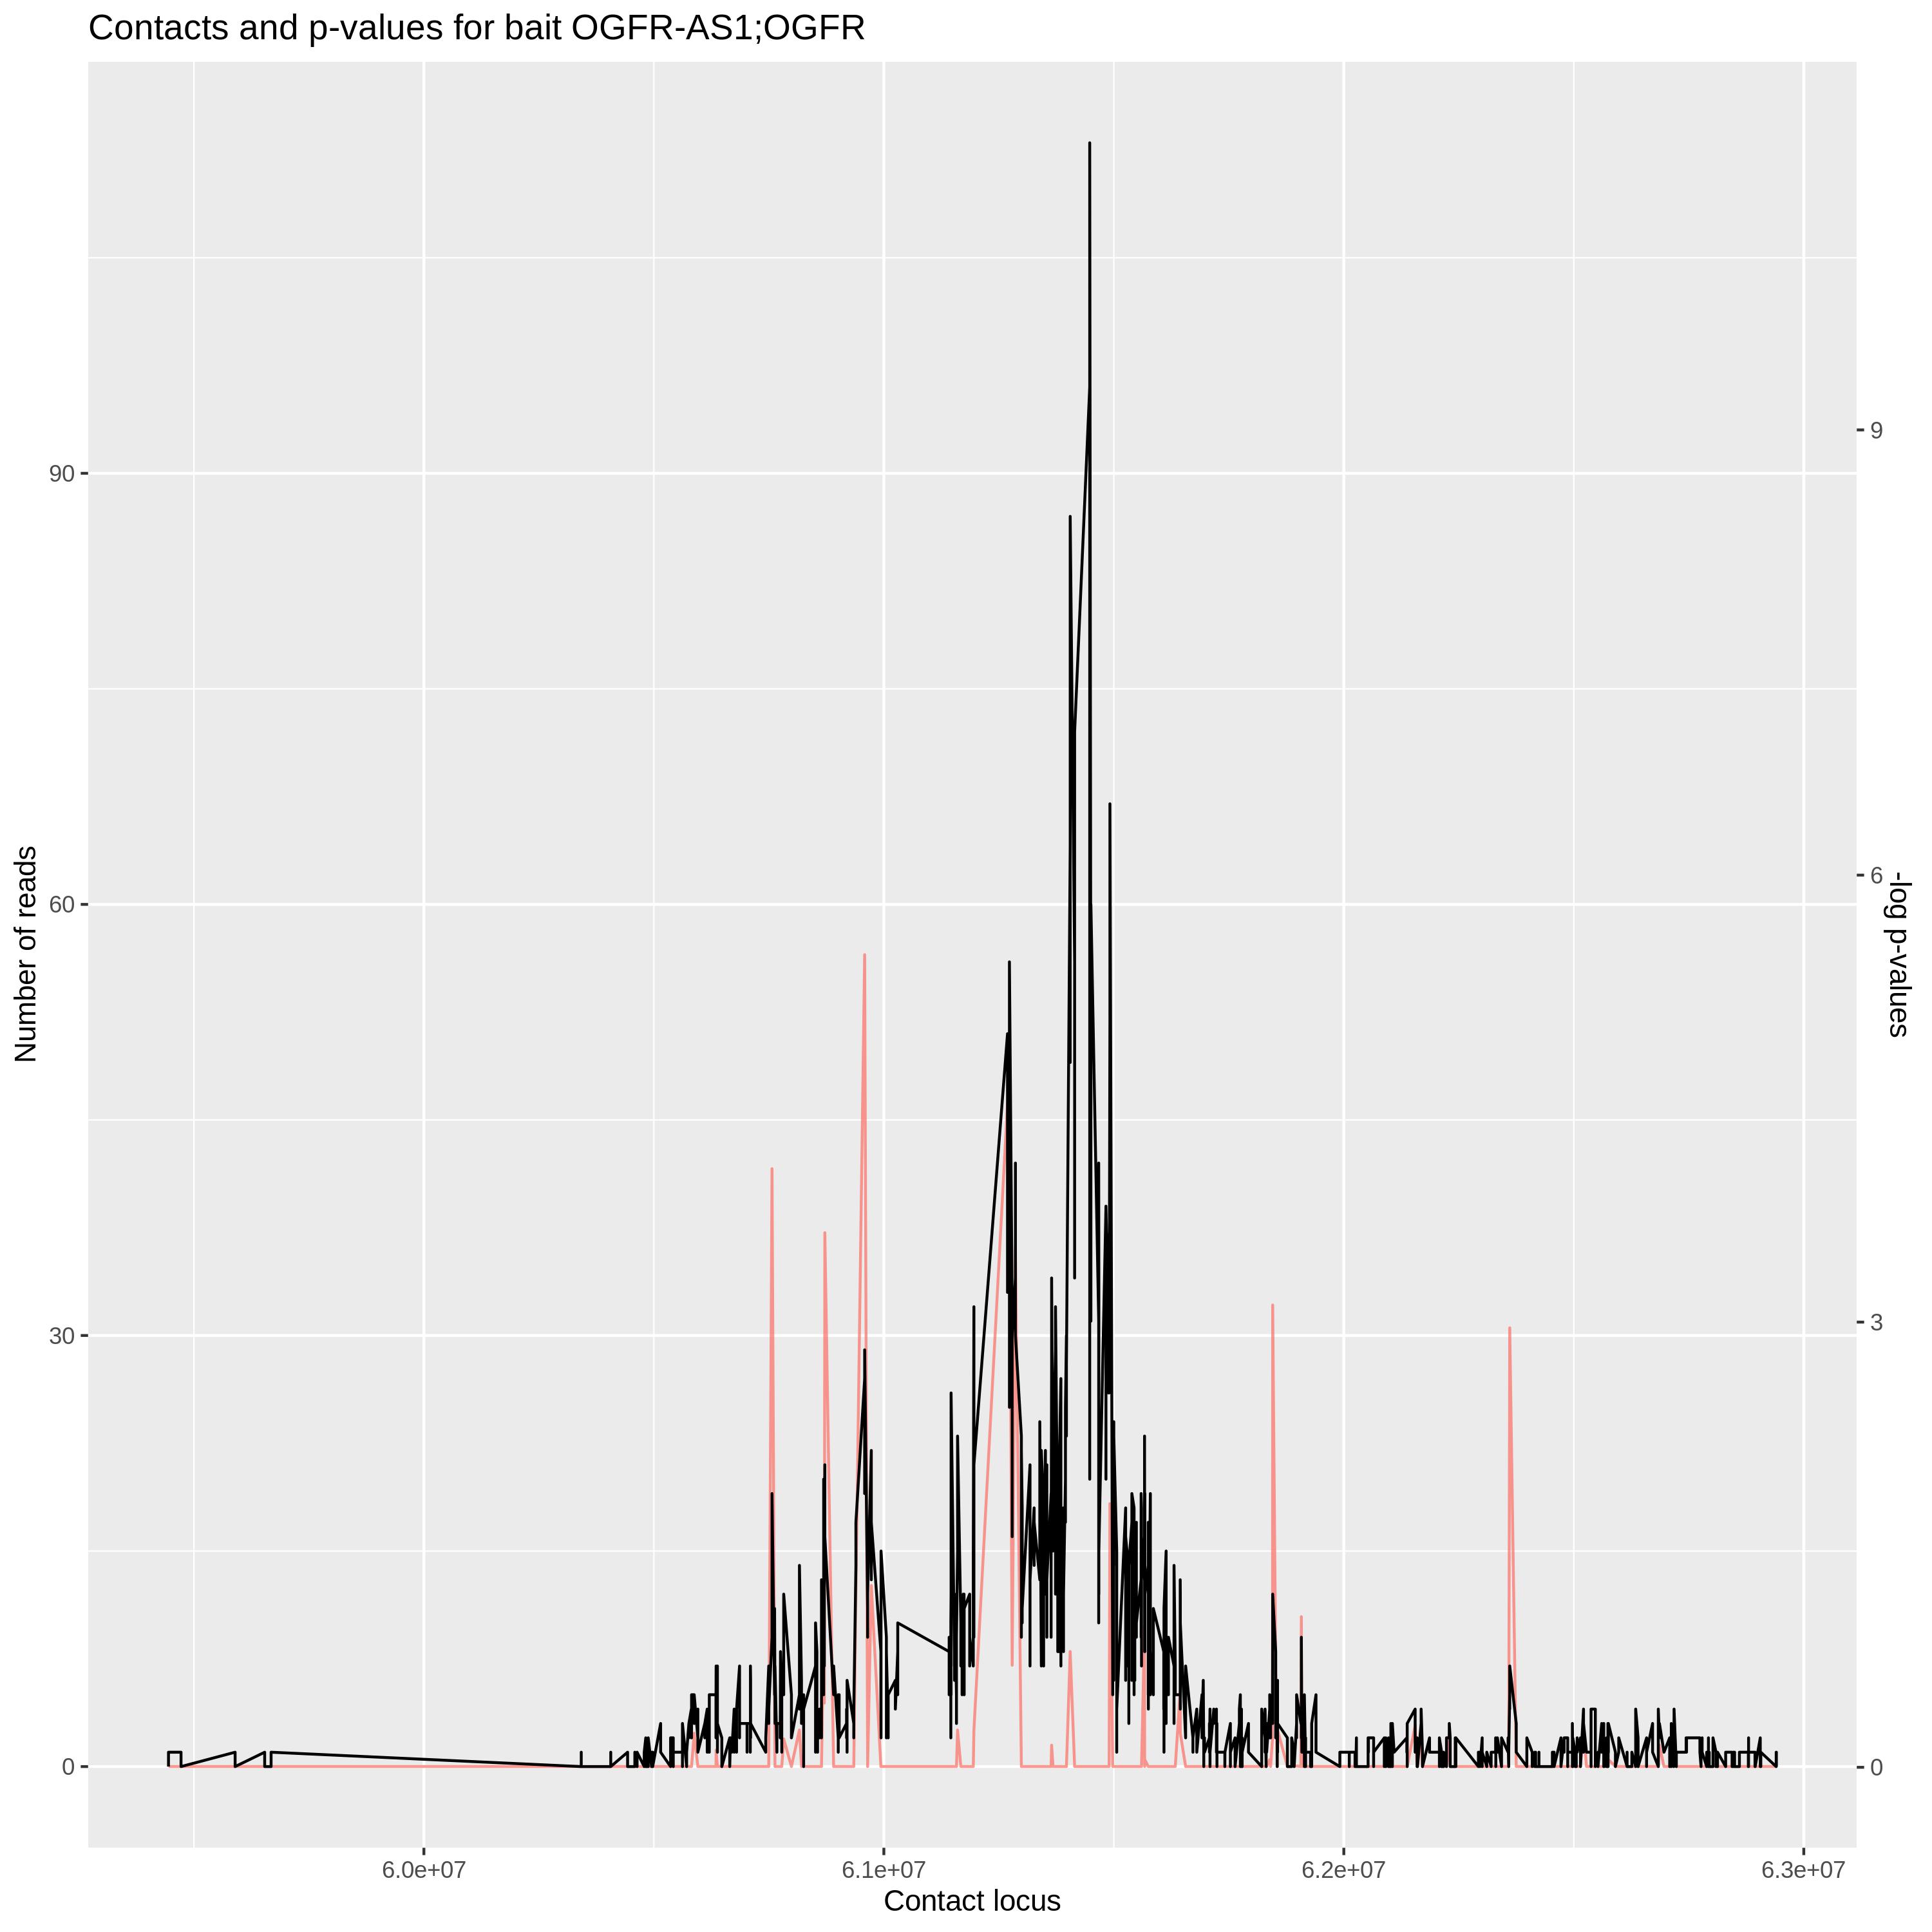 Contacts and p-values for bait OGFR-AS1;OGFR
90
60
30
0
Number of reads
9
6
3
0
-log p-values
6.0e+07
6.1e+07
6.2e+07
6.3e+07
Contact locus